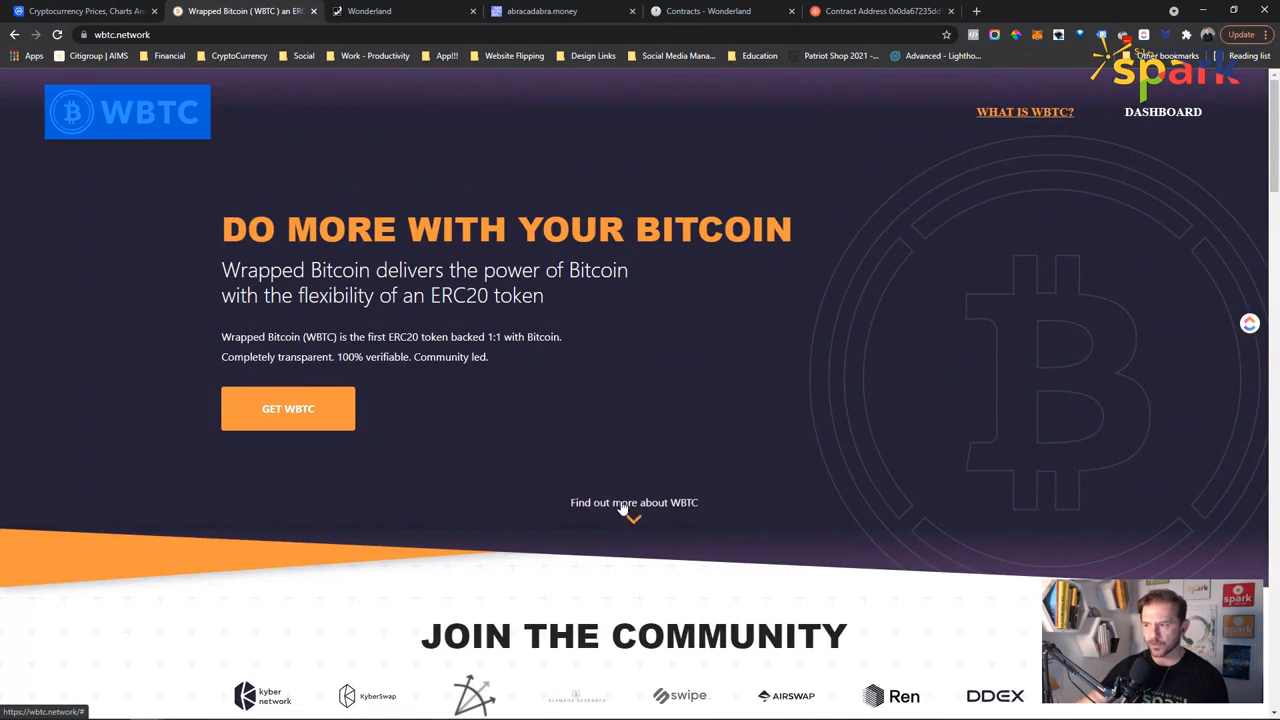 Cryptocurrency Prices, Charts An
Wrapped Bitcoin ( WBTC ) an ER
Wonderland
abracadabra.money
Contracts - Wonderland
Contract Address 0x0da67235dd
wbtc.network
Update
Apps
Citigroup | AIMS
Financial
CryptoCurrency
Social
Work - Productivity
App!!!
Website Flipping
Design Links
Social Media Mana...
Education
Patriot Shop 2021 -...
Advanced - Lightho...
Other bookmarks
Reading list
spark
WBTC
WHAT IS WBTC?
DASHBOARD
DO MORE WITH YOUR BITCOIN
Wrapped Bitcoin delivers the power of Bitcoin
with the flexibility of an ERC20 token
Wrapped Bitcoin (WBTC) is the first ERC20 token backed 1:1 with Bitcoin.
Completely transparent. 100% verifiable. Community led.
GET WBTC
Find out more about WBTC
JOIN THE COMMUNITY
kyber
network
KyberSwap
ALAMEDA RESEARCH
swipe
AIRSWAP
Ren
DDEX
spark
https://wbtc.network/#